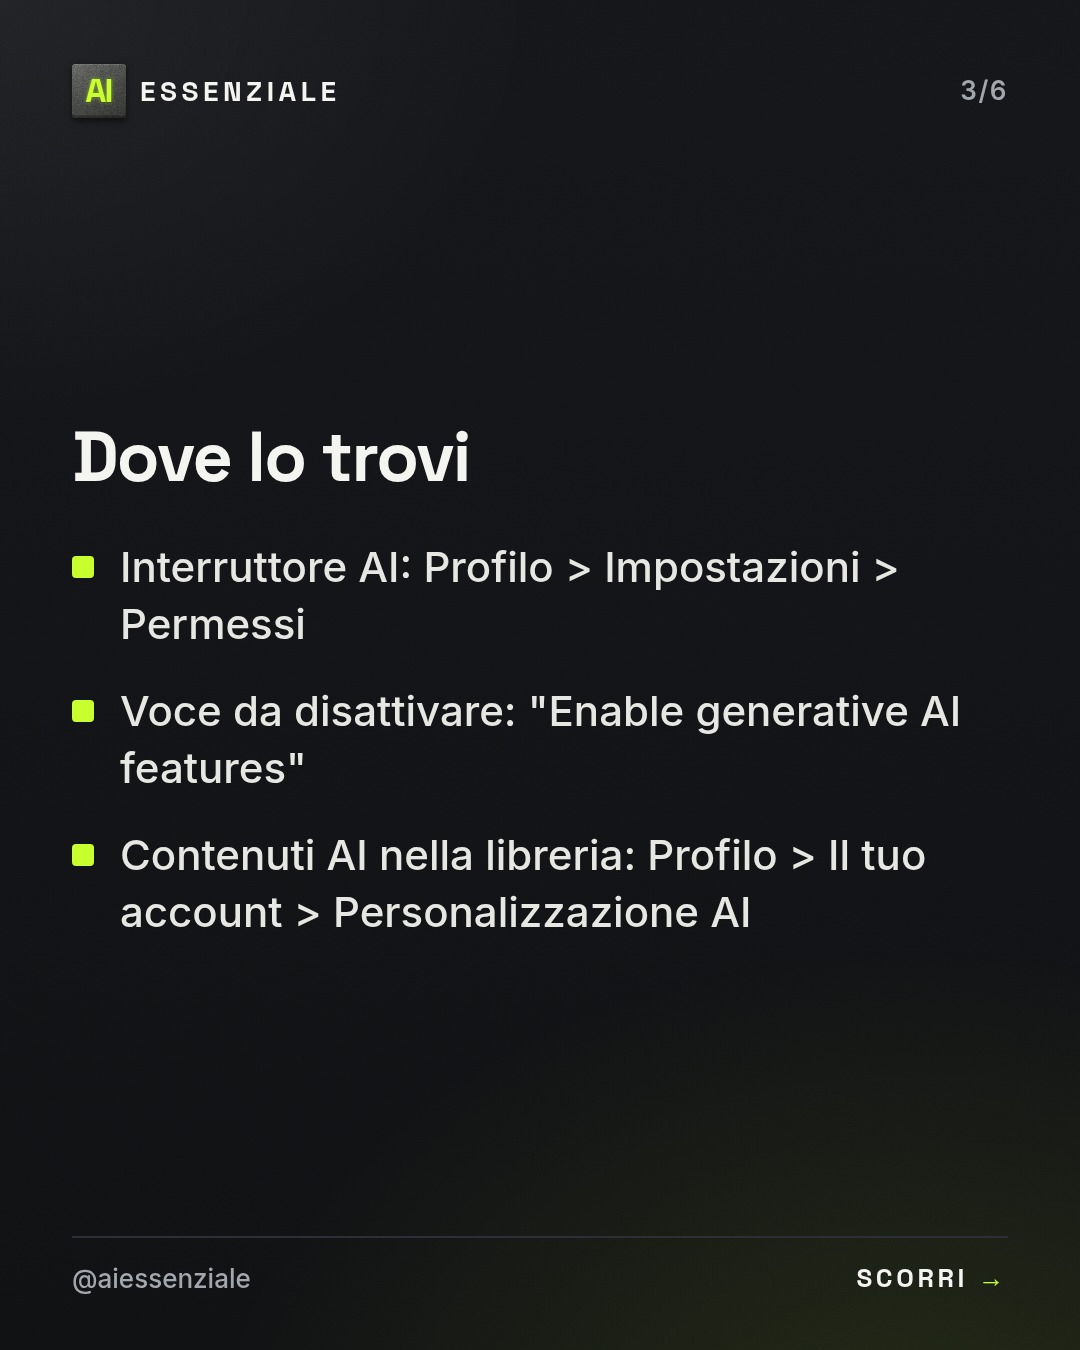 AI ESSENZIALE
3/6
Dove lo trovi
Interruttore AI: Profilo > Impostazioni >
Permessi
Voce da disattivare: "Enable generative AI
features"
Contenuti AI nella libreria: Profilo > Il tuo
account > Personalizzazione AI
@aiessenziale
SCORRI →